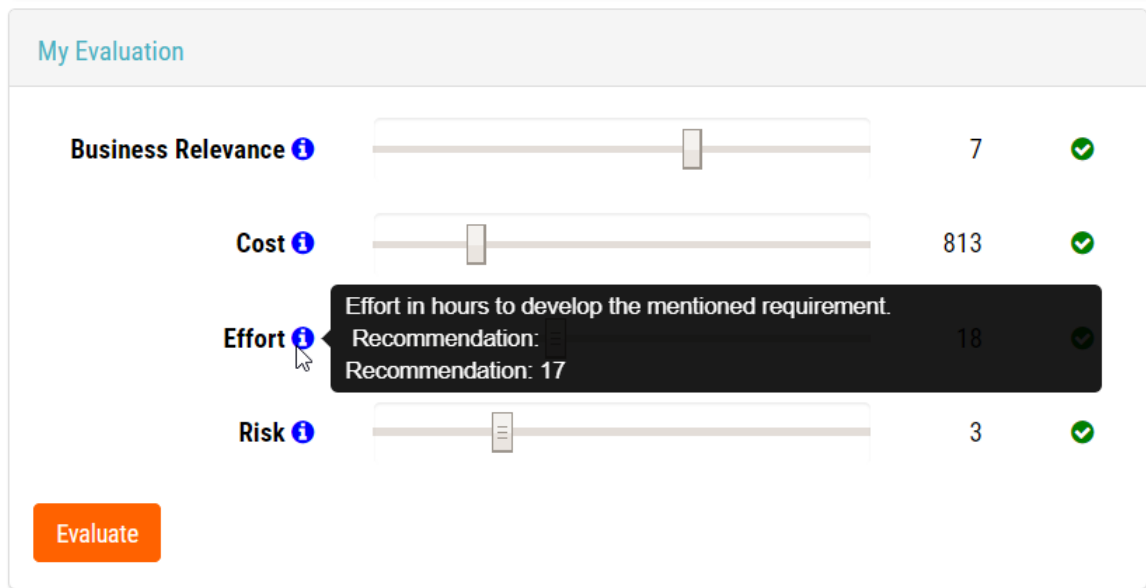 My Evaluation
Business Relevance 7
Cost 813
Effort in hours to develop the mentioned requirement.
Effort Recommendation: 18
Recommendation: 17
Risk 3
Evaluate